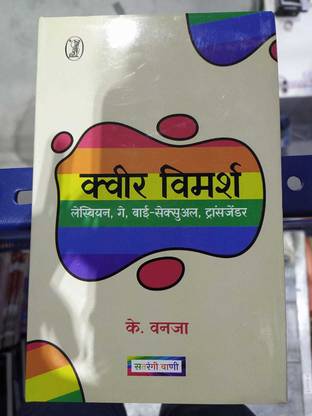 क्वीर विमर्श
लेस्बियन, गे, बाई-सेक्सुअल, ट्रांसजेंडर
के. वनजा
सतरंगी वाणी